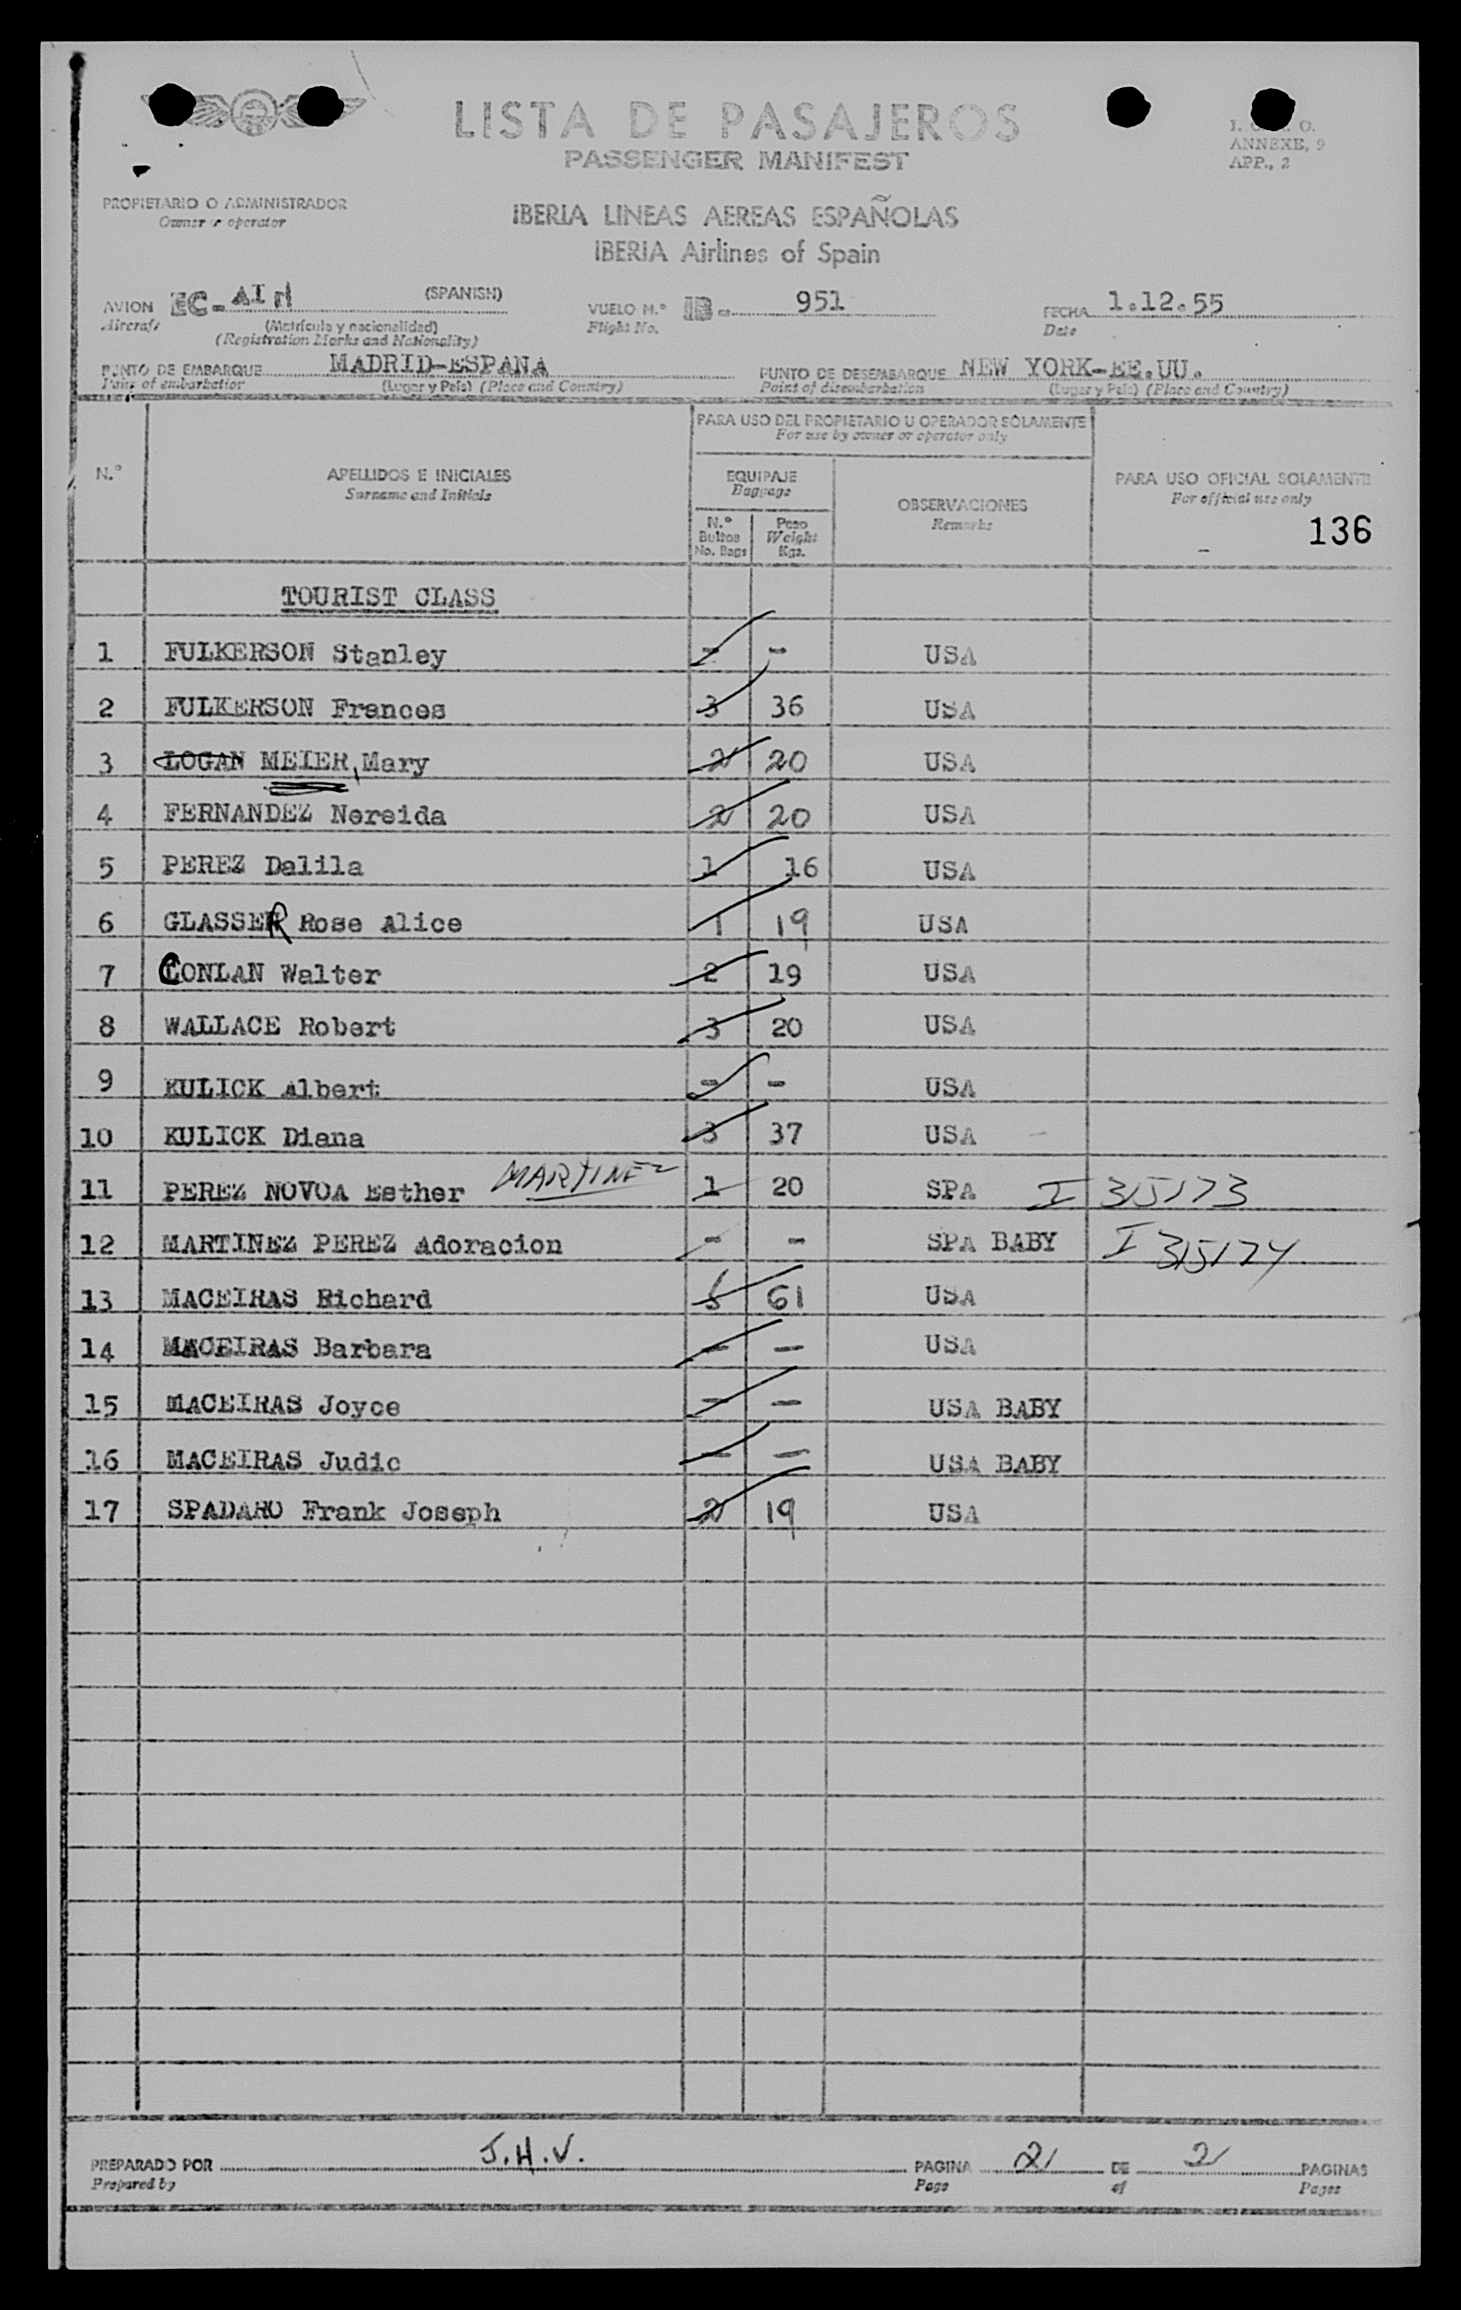 LISTA DE PASAJEROS
PASSENGER MANIFEST
ANNEXE, 9
APP., 2
PROPIETARIO O ADMINISTRADOR
Owner or operator
IBERIA LINEAS AEREAS ESPAÑOLAS
IBERIA Airlines of Spain
AVION EC- (SPANISH)
Aircraft (Matrícula y nacionalidad)
(Registration Marks and Nationality)
VUELO N.º IB- 951
Flight No.
FECHA 1.12.55
Date
PUNTO DE EMBARQUE MADRID-ESPANA
Point of embarkation (Lugar y País) (Place and Country)
PUNTO DE DESEMBARQUE NEW YORK-EE.UU.
Point of disembarkation (Lugar y País) (Place and Country)
N.º
APELLIDOS E INICIALES
Surname and Initials
PARA USO DEL PROPIETARIO U OPERADOR SOLAMENTE
For use by owner or operator only
EQUIPAJE
Baggage
N.º Bultos
No. Bags
Peso
Weight
Kgs.
OBSERVACIONES
Remarks
PARA USO OFICIAL SOLAMENTE
For official use only
136
TOURIST CLASS
1 FULKERSON Stanley - - USA
2 FULKERSON Frances 3 36 USA
3 LOGAN MEIER, Mary 2 20 USA
4 FERNANDEZ Nereida 2 20 USA
5 PEREZ Dalila 1 16 USA
6 GLASSER Rose Alice 1 19 USA
7 CONLAN Walter 2 19 USA
8 WALLACE Robert 3 20 USA
9 KULICK Albert - - USA
10 KULICK Diana 3 37 USA
11 PEREZ NOVOA Esther MARTINEZ 1 20 SPA I 315173
12 MARTINEZ PEREZ Adoracion - - SPA BABY I 315174
13 MACEIRAS Richard 5 61 USA
14 MACEIRAS Barbara - - USA
15 MACEIRAS Joyce - - USA BABY
16 MACEIRAS Judic - - USA BABY
17 SPADARO Frank Joseph 2 19 USA
PREPARADO POR J.H.V. PAGINA 2 DE 2 PAGINAS
Prepared by Page of Pages